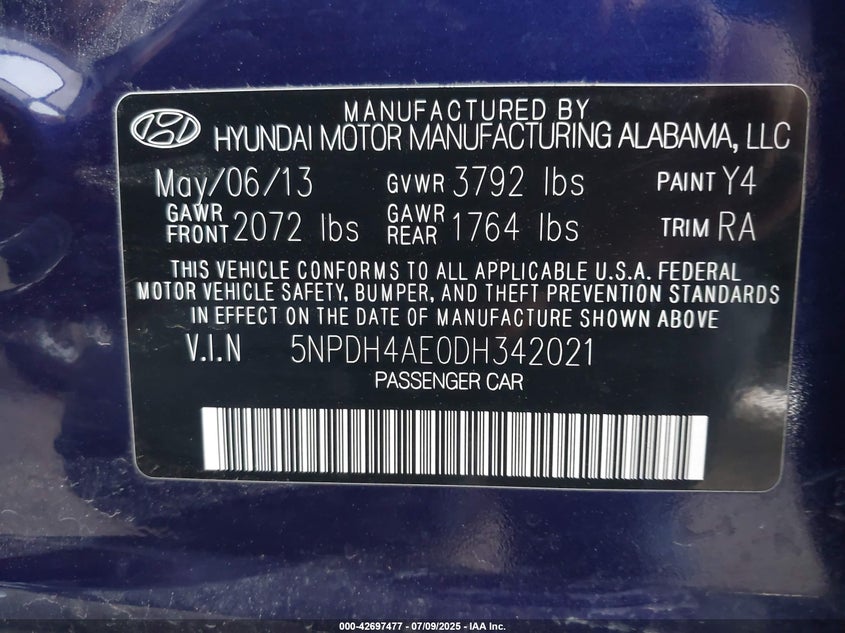 MANUFACTURED BY
HYUNDAI MOTOR MANUFACTURING ALABAMA, LLC
May/06/13 GVWR 3792 lbs PAINT Y4
GAWR FRONT 2072 lbs GAWR REAR 1764 lbs TRIM RA
THIS VEHICLE CONFORMS TO ALL APPLICABLE U.S.A. FEDERAL
MOTOR VEHICLE SAFETY, BUMPER, AND THEFT PREVENTION STANDARDS
IN EFFECT ON THE DATE OF MANUFACTURE SHOWN ABOVE
V.I.N 5NPDH4AE0DH342021
PASSENGER CAR
000-42697477 - 07/09/2025 - IAA Inc.